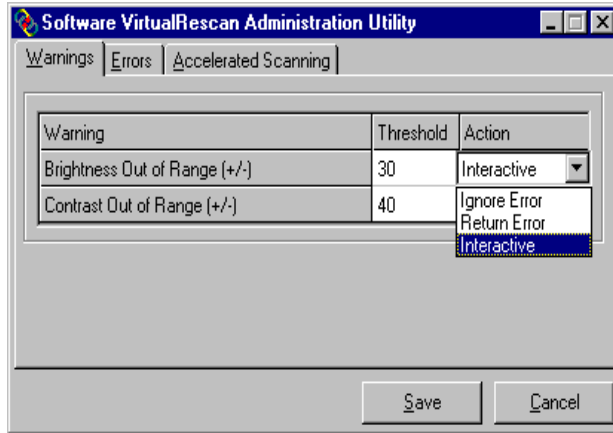 Software VirtualRescan Administration Utility
Warnings Errors Accelerated Scanning
Warning Threshold Action
Brightness Out of Range (+/-) 30 Interactive
Contrast Out of Range (+/-) 40
Ignore Error
Return Error
Interactive
Save Cancel